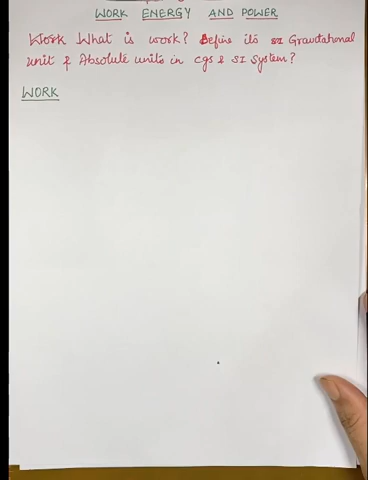 WORK ENERGY AND POWER
Work What is work? Define its SI Gravitational
unit & Absolute units in cgs & SI system?
WORK